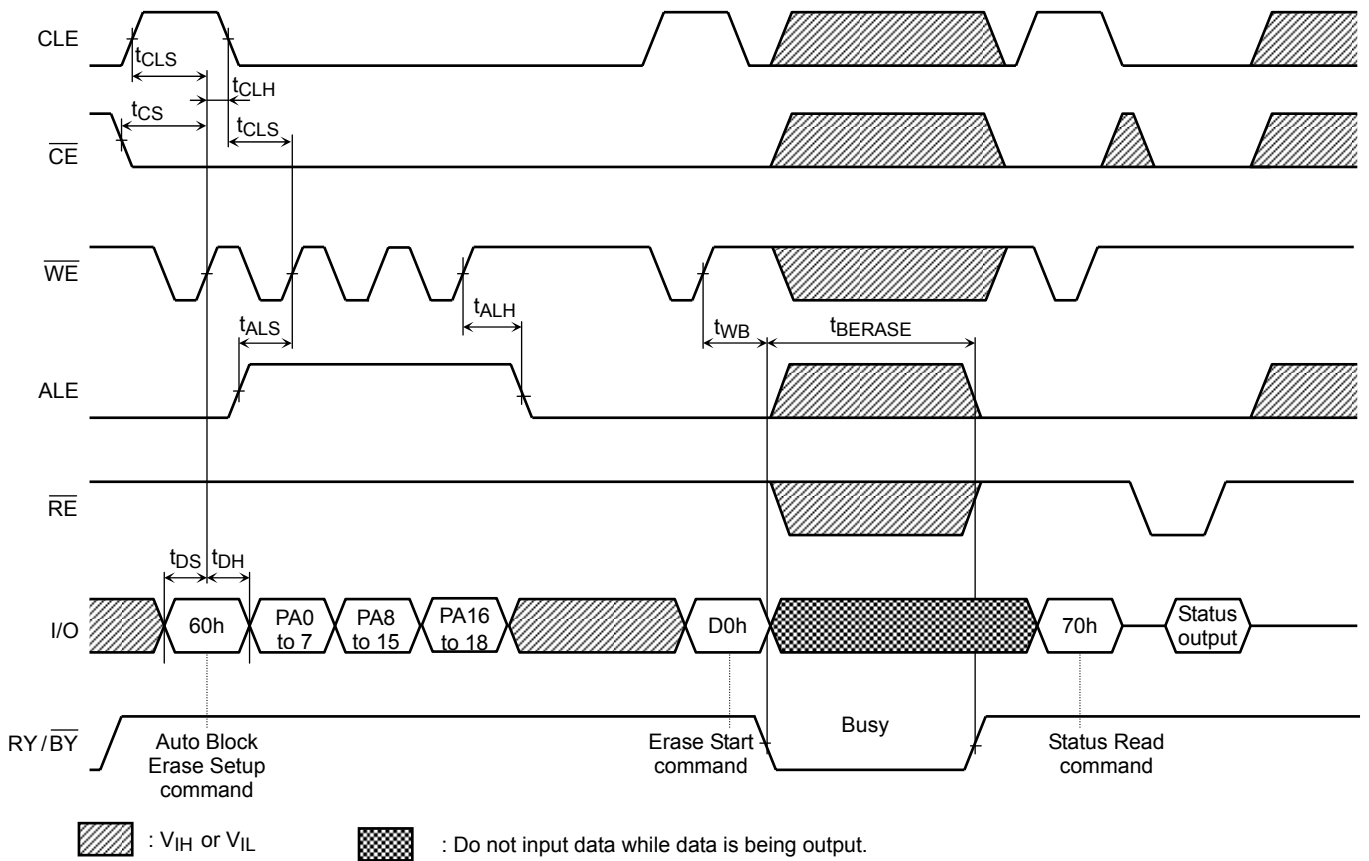 CLE
tCLS
tCLH
tCS
tCLS
CE
WE
tALS
tALH
tWB
tBERASE
ALE
RE
tDS
tDH
I/O
60h
PA0
to 7
PA8
to 15
PA16
to 18
D0h
70h
Status
output
RY/BY
Auto Block
Erase Setup
command
Erase Start
command
Busy
Status Read
command
: VIH or VIL
: Do not input data while data is being output.